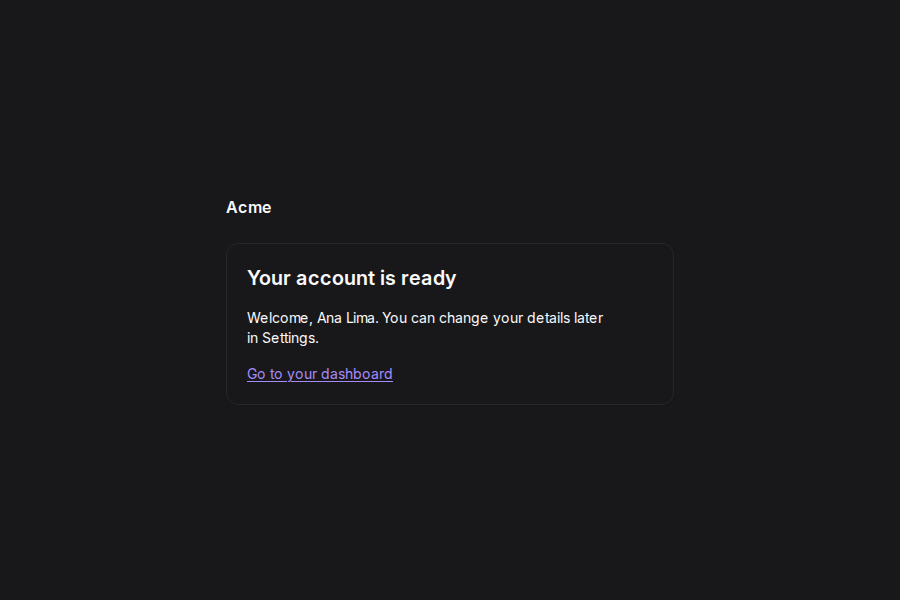 Acme
Your account is ready
Welcome, Ana Lima. You can change your details later
in Settings.
Go to your dashboard